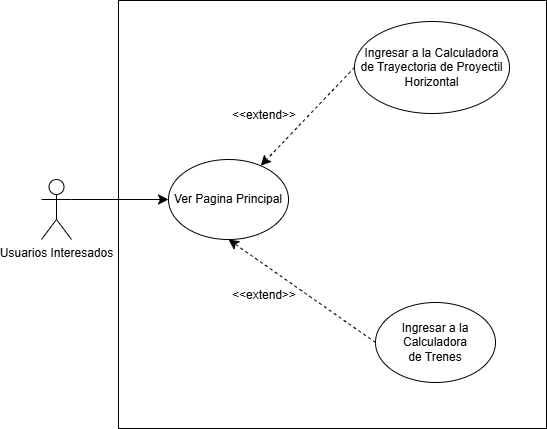 Ingresar a la Calculadora
de Trayectoria de Proyectil
Horizontal
<<extend>>
Ver Pagina Principal
Usuarios Interesados
<<extend>>
Ingresar a la
Calculadora
de Trenes